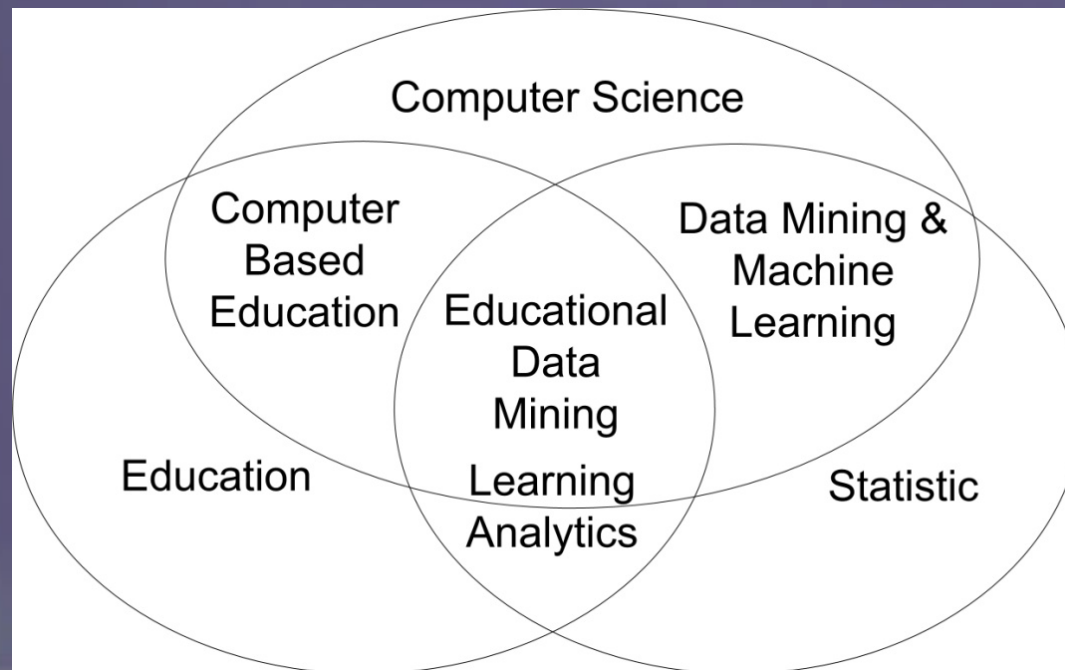 Computer Science
Computer
Based
Education
Data Mining &
Machine
Learning
Educational
Data
Mining
Learning
Analytics
Education
Statistic